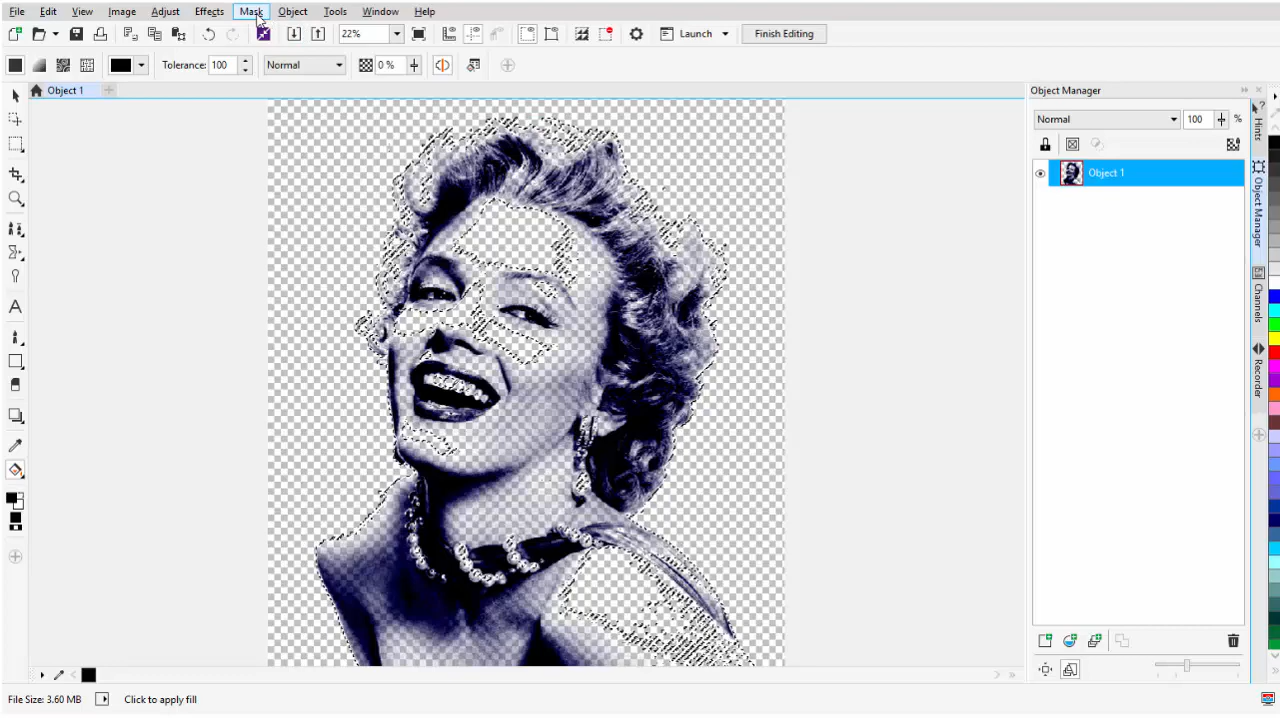 File Edit View Image Adjust Effects Mask Object Tools Window Help
22% Launch Finish Editing
Tolerance: 100 Normal 0 %
Object 1
Object Manager
Normal 100 %
Object 1
Hints
Object Manager
Channels
Recorder
A
File Size: 3.60 MB Click to apply fill